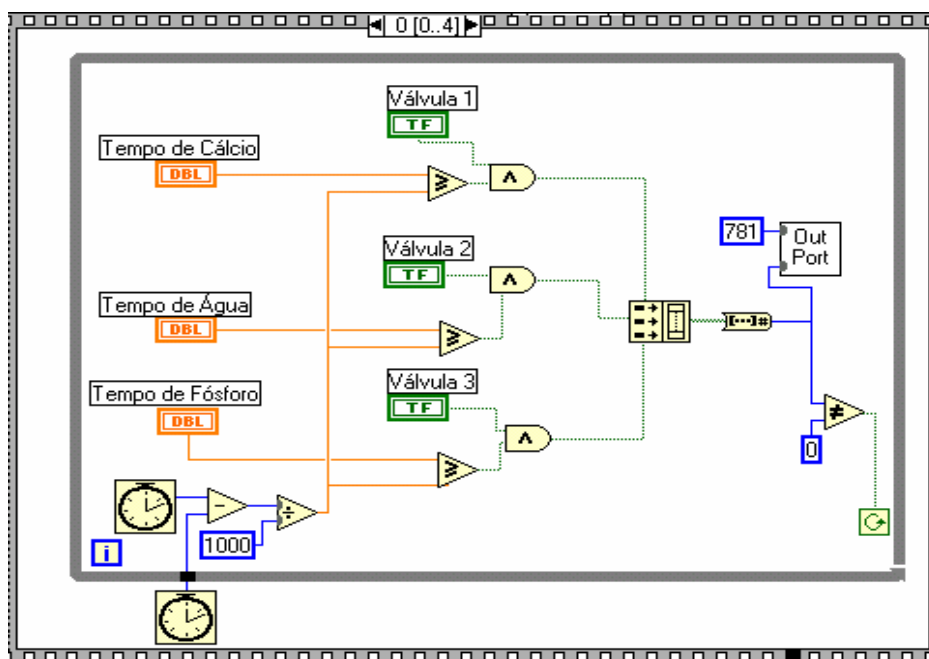 0 [0..4]
Válvula 1
TF
Tempo de Cálcio
DBL
781
Out
Port
Válvula 2
TF
Tempo de Água
DBL
Válvula 3
TF
Tempo de Fósforo
DBL
0
1000
i